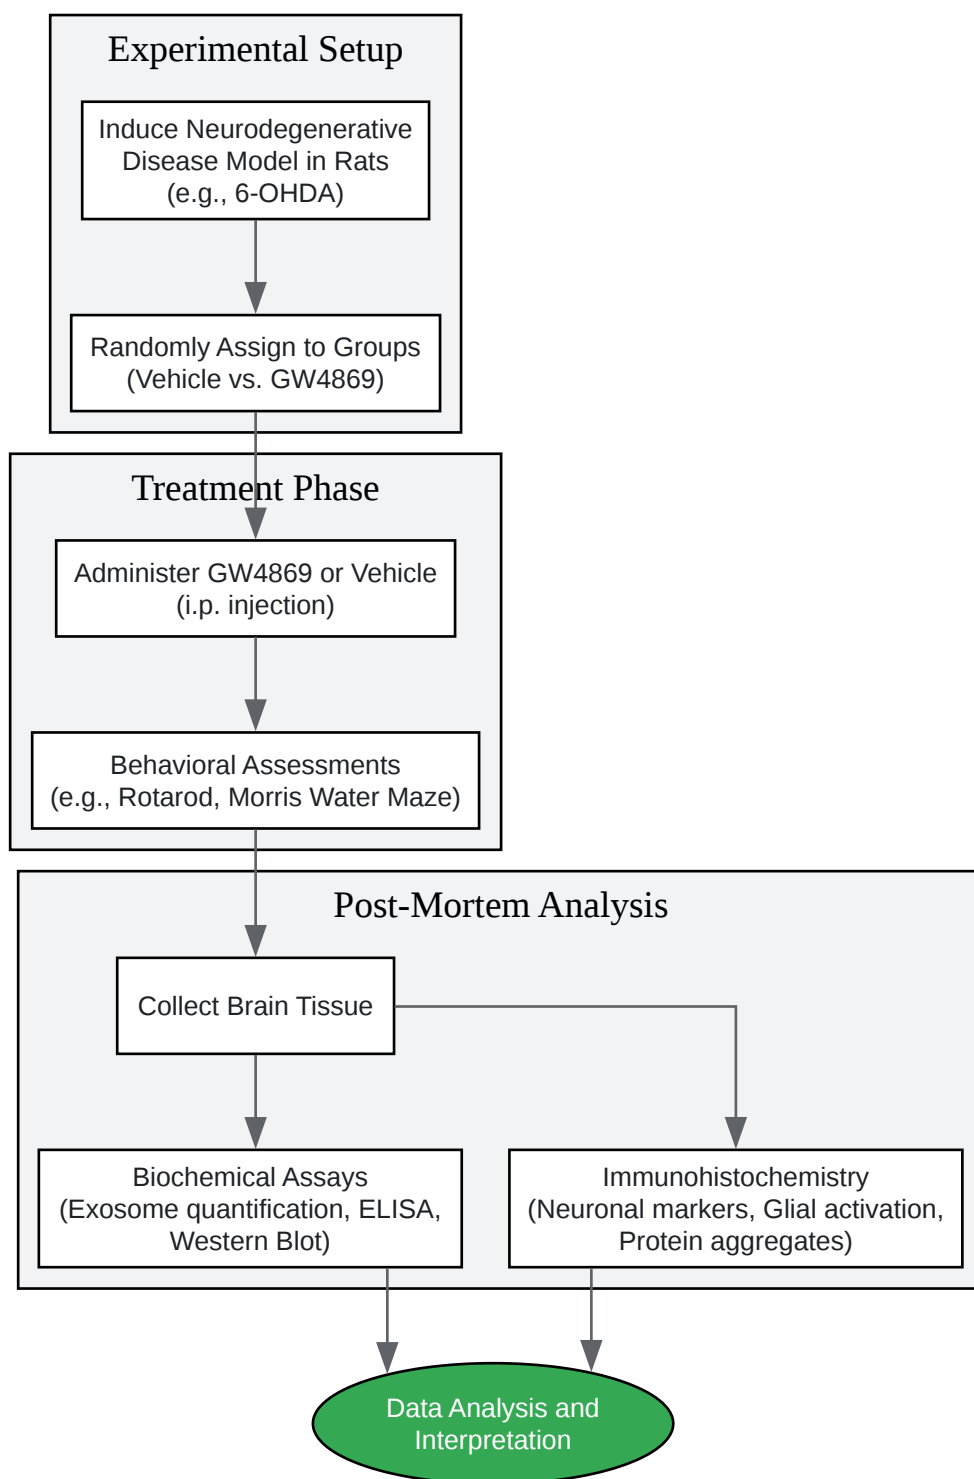 Experimental Setup
Induce Neurodegenerative
Disease Model in Rats
(e.g., 6-OHDA)
Randomly Assign to Groups
(Vehicle vs. GW4869)
Treatment Phase
Administer GW4869 or Vehicle
(i.p. injection)
Behavioral Assessments
(e.g., Rotarod, Morris Water Maze)
Post-Mortem Analysis
Collect Brain Tissue
Biochemical Assays
(Exosome quantification, ELISA,
Western Blot)
Immunohistochemistry
(Neuronal markers, Glial activation,
Protein aggregates)
Data Analysis and
Interpretation